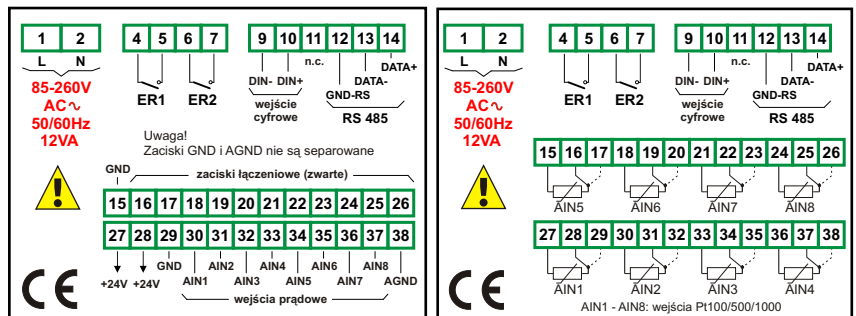 1 2 4 5 6 7 9 10 11 12 13 14
L N
n.c.
DATA+
DIN- DIN+
DATA-
GND-RS
ER1 ER2
wejście
cyfrowe
RS 485
85-260V
AC∿
50/60Hz
12VA
Uwaga!
Zaciski GND i AGND nie są separowane
GND
zaciski łączeniowe (zwarte)
15 16 17 18 19 20 21 22 23 24 25 26
27 28 29 30 31 32 33 34 35 36 37 38
GND AIN2 AIN4 AIN6 AIN8
+24V +24V AIN1 AIN3 AIN5 AIN7 AGND
wejścia prądowe
CE
1 2 4 5 6 7 9 10 11 12 13 14
L N
n.c.
DATA+
DIN- DIN+
DATA-
GND-RS
ER1 ER2
wejście
cyfrowe
RS 485
85-260V
AC∿
50/60Hz
12VA
15 16 17 18 19 20 21 22 23 24 25 26
AIN5 AIN6 AIN7 AIN8
27 28 29 30 31 32 33 34 35 36 37 38
AIN1 AIN2 AIN3 AIN4
AIN1 - AIN8: wejścia Pt100/500/1000
CE